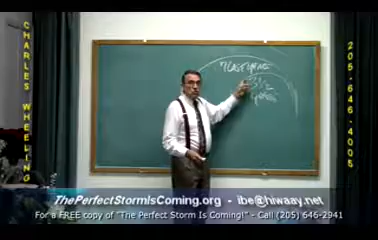 CHARLES WHEELING
205-646-4005
ThePerfectStormIsComing.org - ibe@hiwaay.net
For a FREE copy of "The Perfect Storm Is Coming!" - Call (205) 646-2941